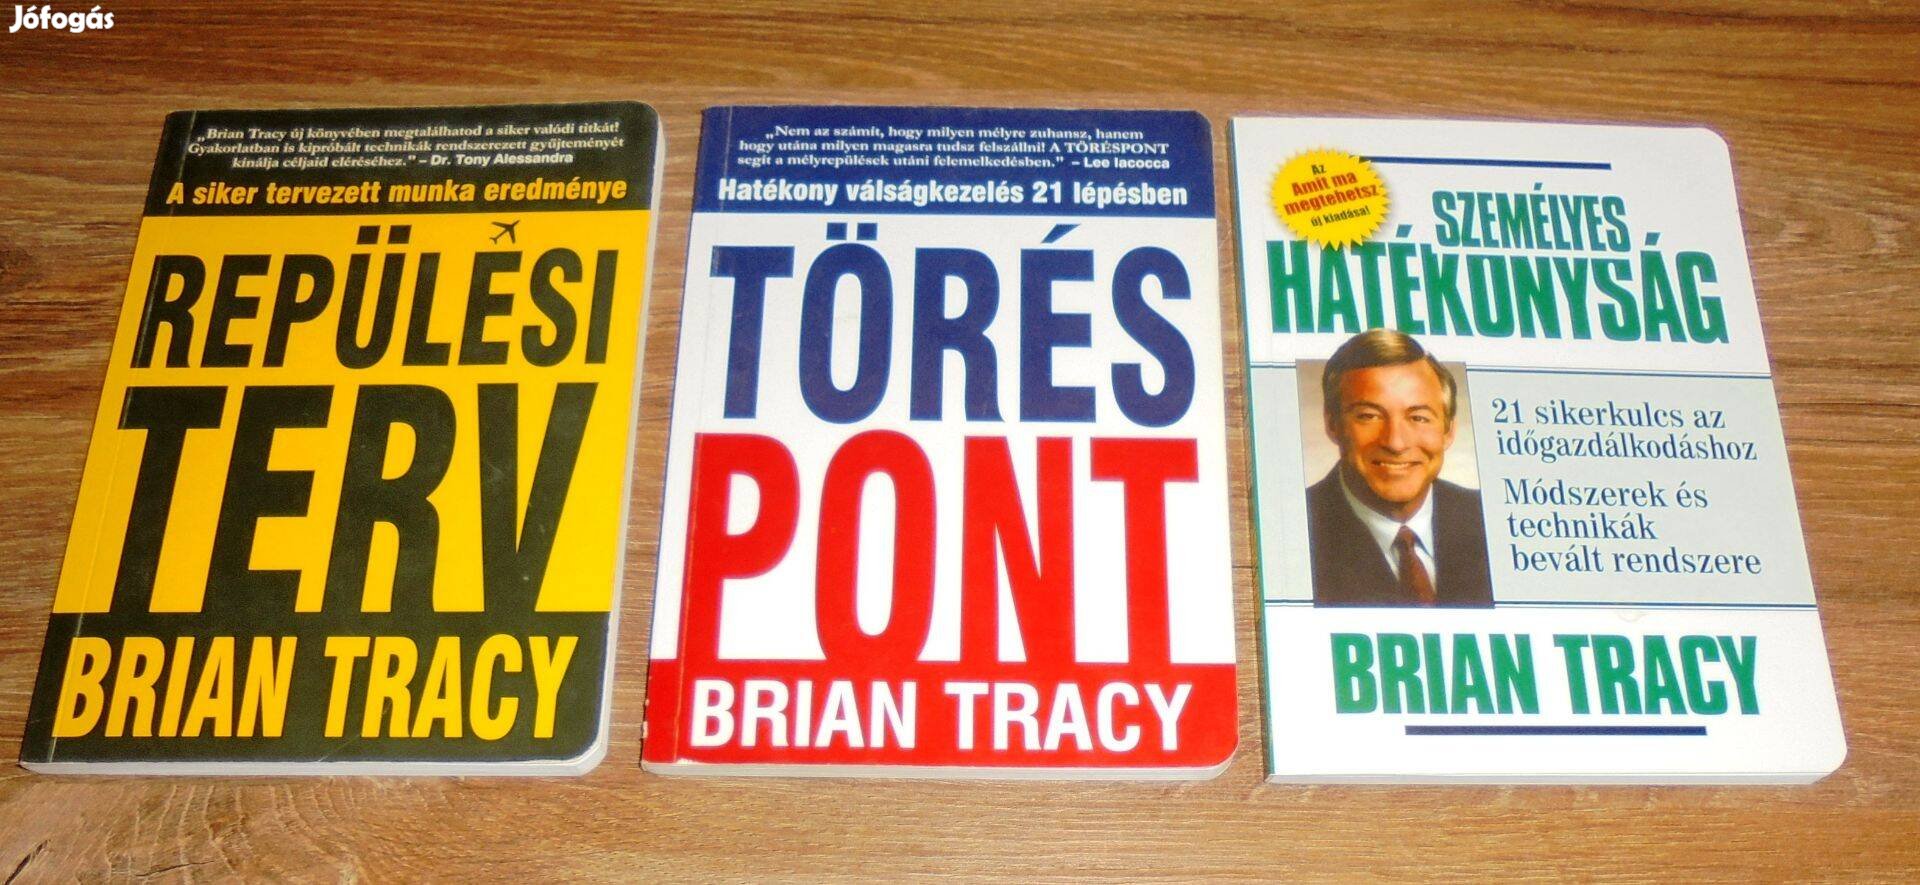 Jófogás
„Brian Tracy új könyvében megtalálhatod a siker valódi titkát!
Gyakorlatban is kipróbált technikák rendszerezett gyűjteményét
kínálja céljaid eléréséhez.” – Dr. Tony Alessandra
A siker tervezett munka eredménye
REPÜLÉSI
TERV
BRIAN TRACY
„Nem az számít, hogy milyen mélyre zuhansz, hanem
hogy utána milyen magasra tudsz felszállni! A TÖRÉSPONT
segít a mélyrepülések utáni felemelkedésben.” – Lee Iacocca
Hatékony válságkezelés 21 lépésben
TÖRÉS
PONT
BRIAN TRACY
Az
Amit ma
megtehetsz
új kiadása!
SZEMÉLYES
HATÉKONYSÁG
21 sikerkulcs az
időgazdálkodáshoz
Módszerek és
technikák
bevált rendszere
BRIAN TRACY